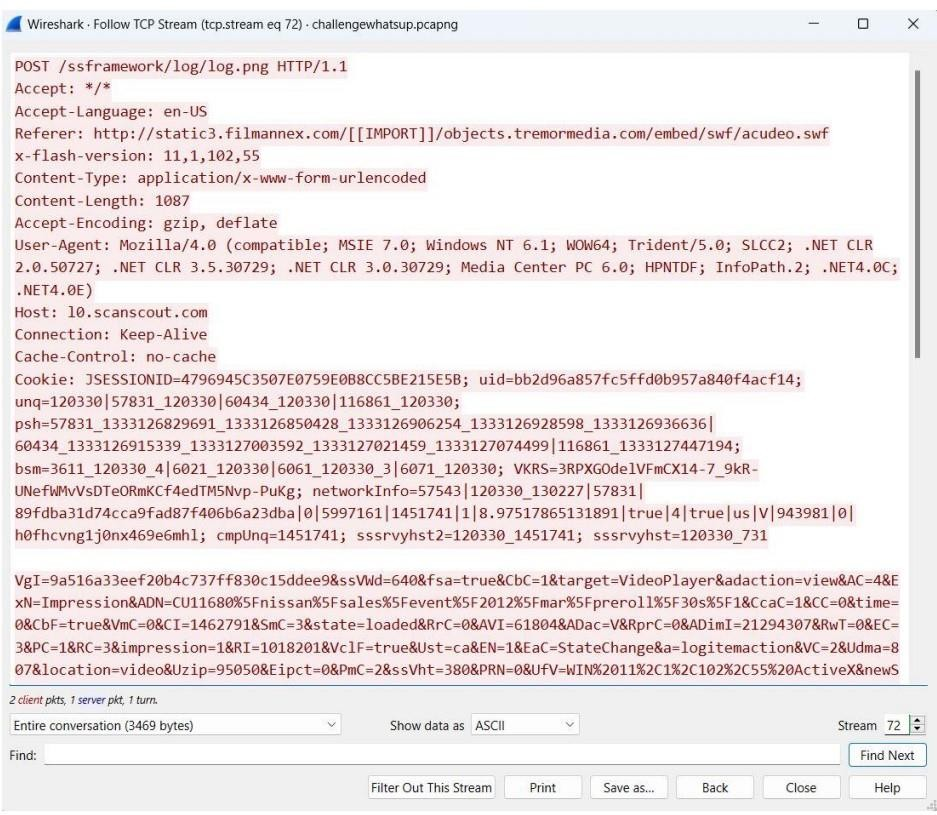 Wireshark · Follow TCP Stream (tcp.stream eq 72) · challengewhatsup.pcapng
POST /ssframework/log/log.png HTTP/1.1
Accept: */*
Accept-Language: en-US
Referer: http://static3.filmannex.com/[[IMPORT]]/objects.tremormedia.com/embed/swf/acudeo.swf
x-flash-version: 11,1,102,55
Content-Type: application/x-www-form-urlencoded
Content-Length: 1087
Accept-Encoding: gzip, deflate
User-Agent: Mozilla/4.0 (compatible; MSIE 7.0; Windows NT 6.1; WOW64; Trident/5.0; SLCC2; .NET CLR
2.0.50727; .NET CLR 3.5.30729; .NET CLR 3.0.30729; Media Center PC 6.0; HPNTDF; InfoPath.2; .NET4.0C;
.NET4.0E)
Host: l0.scanscout.com
Connection: Keep-Alive
Cache-Control: no-cache
Cookie: JSESSIONID=4796945C3507E0759E0B8CC5BE215E5B; uid=bb2d96a857fc5ffd0b957a840f4acf14;
unq=120330|57831_120330|60434_120330|116861_120330;
psh=57831_1333126829691_1333126850428_1333126906254_1333126928598_1333126936636|
60434_1333126915339_1333127003592_1333127021459_1333127074499|116861_1333127447194;
bsm=3611_120330_4|6021_120330|6061_120330_3|6071_120330; VKRS=3RPXGOdelVFmCX14-7_9kR-
UNefWMvVsDTeORmKCf4edTM5Nvp-PuKg; networkInfo=57543|120330_130227|57831|
89fdba31d74cca9fad87f406b6a23dba|0|5997161|1451741|1|8.97517865131891|true|4|true|us|V|943981|0|
h0fhcvng1j0nx469e6mhl; cmpUnq=1451741; sssrvyhst2=120330_1451741; sssrvyhst=120330_731
VgI=9a516a33eef20b4c737ff830c15ddee9&ssVWd=640&fsa=true&CbC=1&target=VideoPlayer&adaction=view&AC=4&E
xN=Impression&ADN=CU11680%5Fnissan%5Fsales%5Fevent%5F2012%5Fmar%5Fpreroll%5F30s%5F1&CcaC=1&CC=0&time=
0&CbF=true&VmC=0&CI=1462791&SmC=3&state=loaded&RrC=0&AVI=61804&ADac=V&RprC=0&ADimI=21294307&RwT=0&EC=
3&PC=1&RC=3&impression=1&RI=1018201&VclF=true&Ust=ca&EN=1&EaC=StateChange&a=logitemaction&VC=2&Udma=8
07&location=video&Uzip=95050&Eipct=0&PmC=2&ssVht=380&PRN=0&UfV=WIN%2011%2C1%2C102%2C55%20ActiveX&newS
2 client pkts, 1 server pkt, 1 turn.
Entire conversation (3469 bytes) Show data as ASCII Stream 72
Find: Find Next
Filter Out This Stream Print Save as... Back Close Help